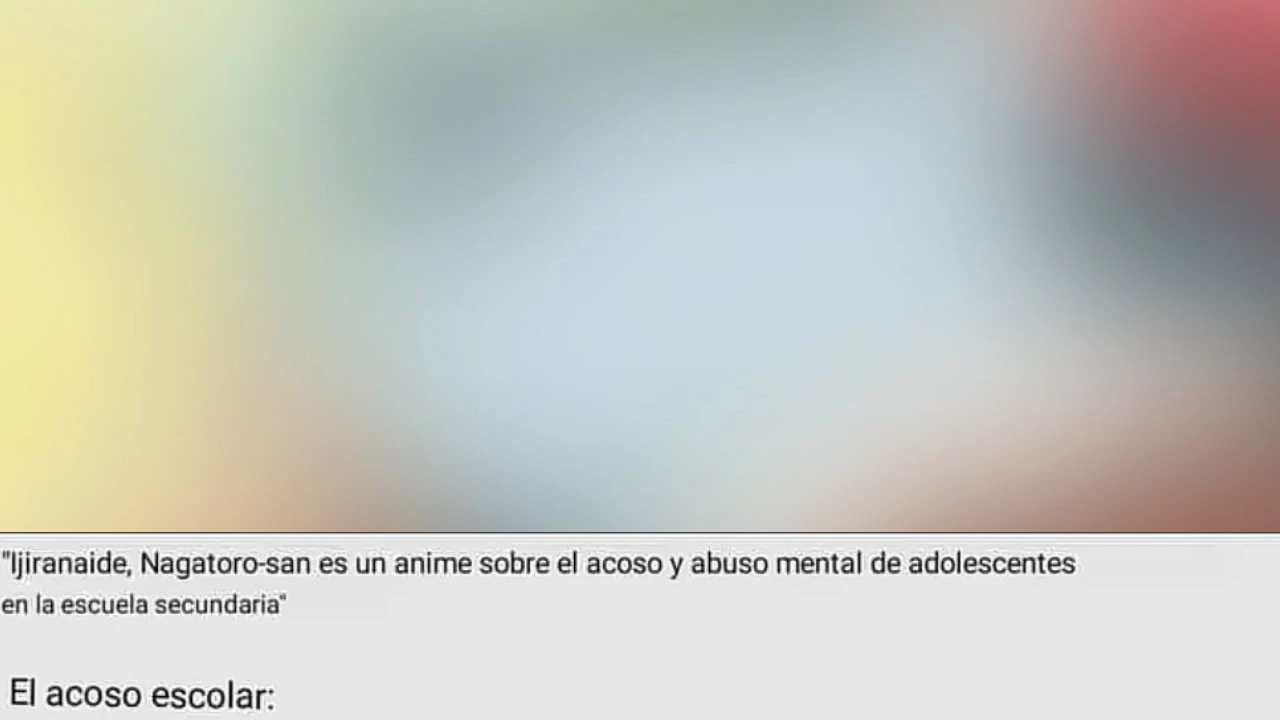 "Ijiranaide, Nagatoro-san es un anime sobre el acoso y abuso mental de adolescentes
en la escuela secundaria"
El acoso escolar: